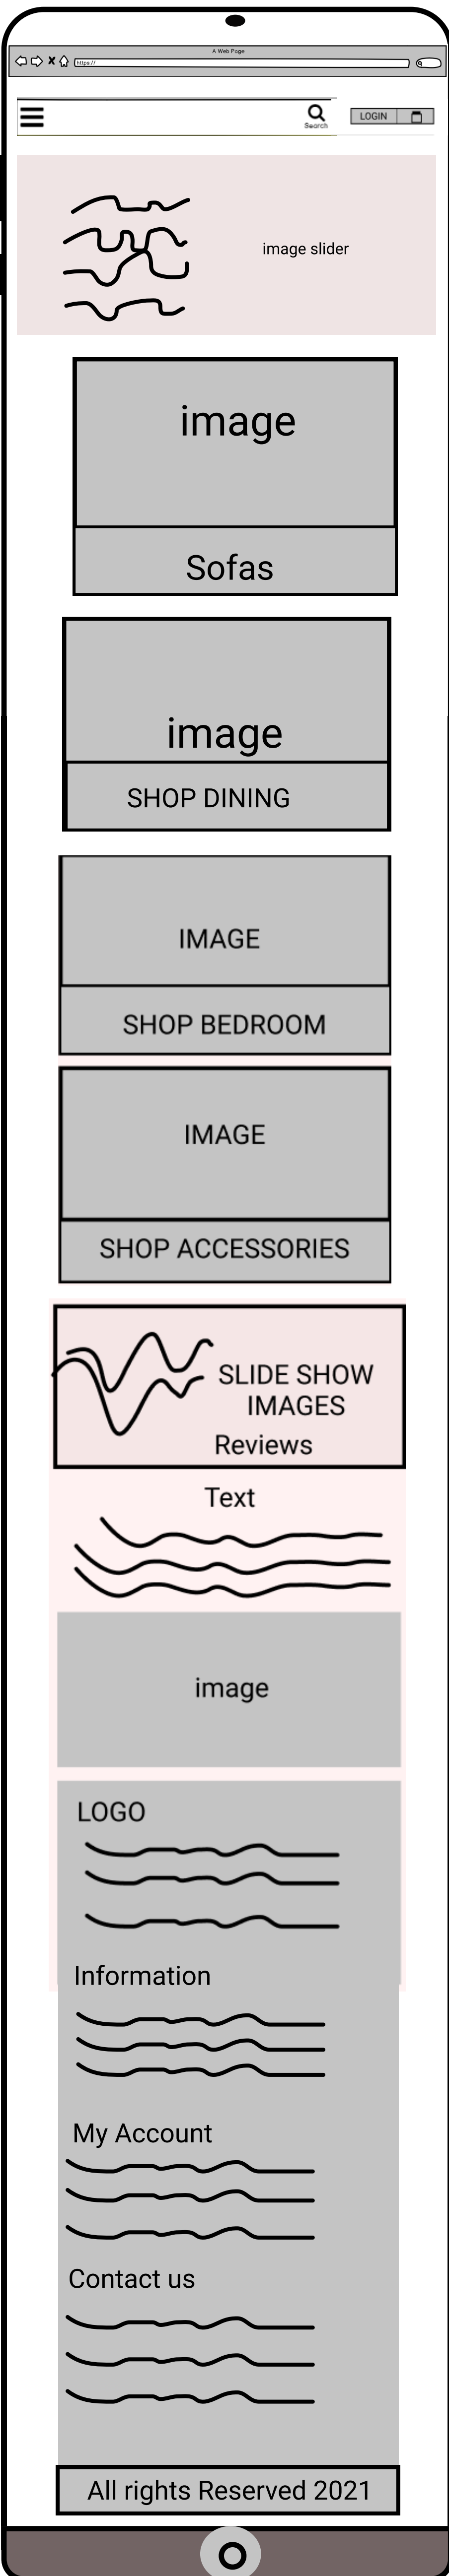 A Web Page
https://
Search
LOGIN
image slider
image
Sofas
image
SHOP DINING
IMAGE
SHOP BEDROOM
IMAGE
SHOP ACCESSORIES
SLIDE SHOW
IMAGES
Reviews
Text
image
LOGO
Information
My Account
Contact us
All rights Reserved 2021